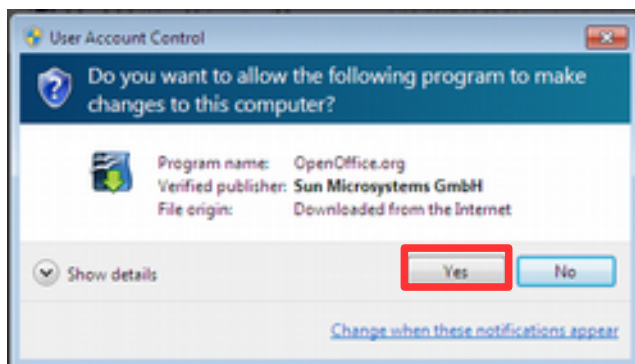 User Account Control
Do you want to allow the following program to make
changes to this computer?
Program name: OpenOffice.org
Verified publisher: Sun Microsystems GmbH
File origin: Downloaded from the Internet
Show details
Yes
No
Change when these notifications appear